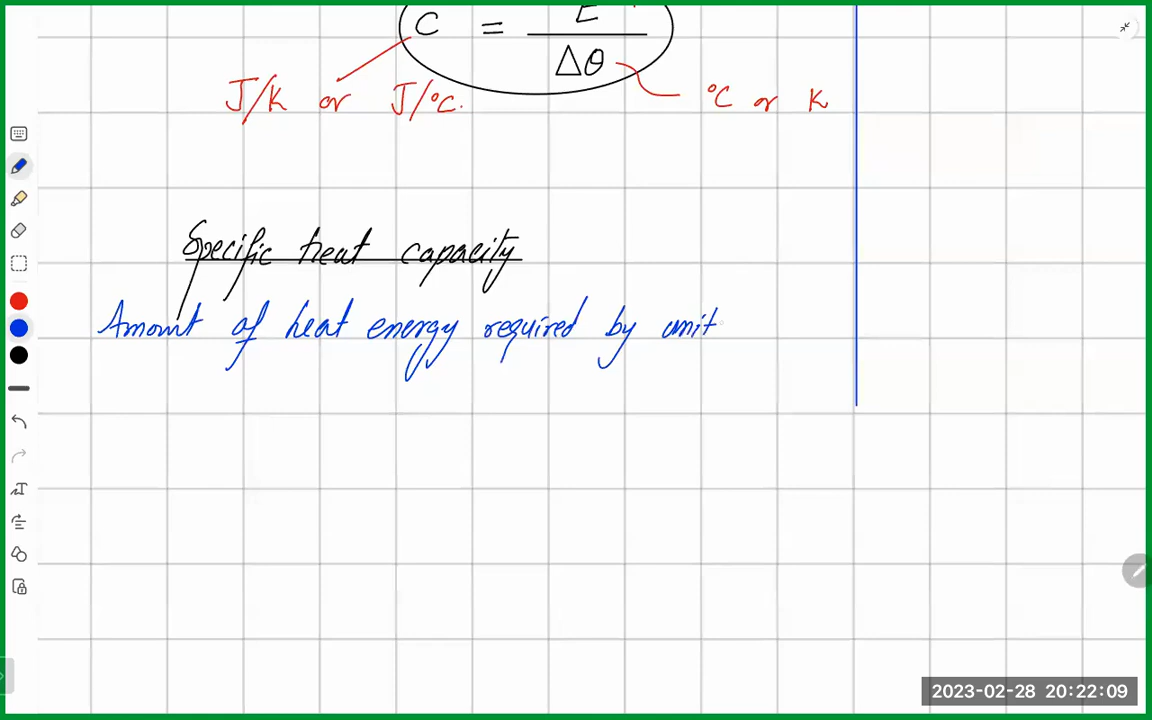 C = E
Δθ
J/K or J/°C. °C or K
Specific heat capacity
Amount of heat energy required by unit
2023-02-28 20:22:09